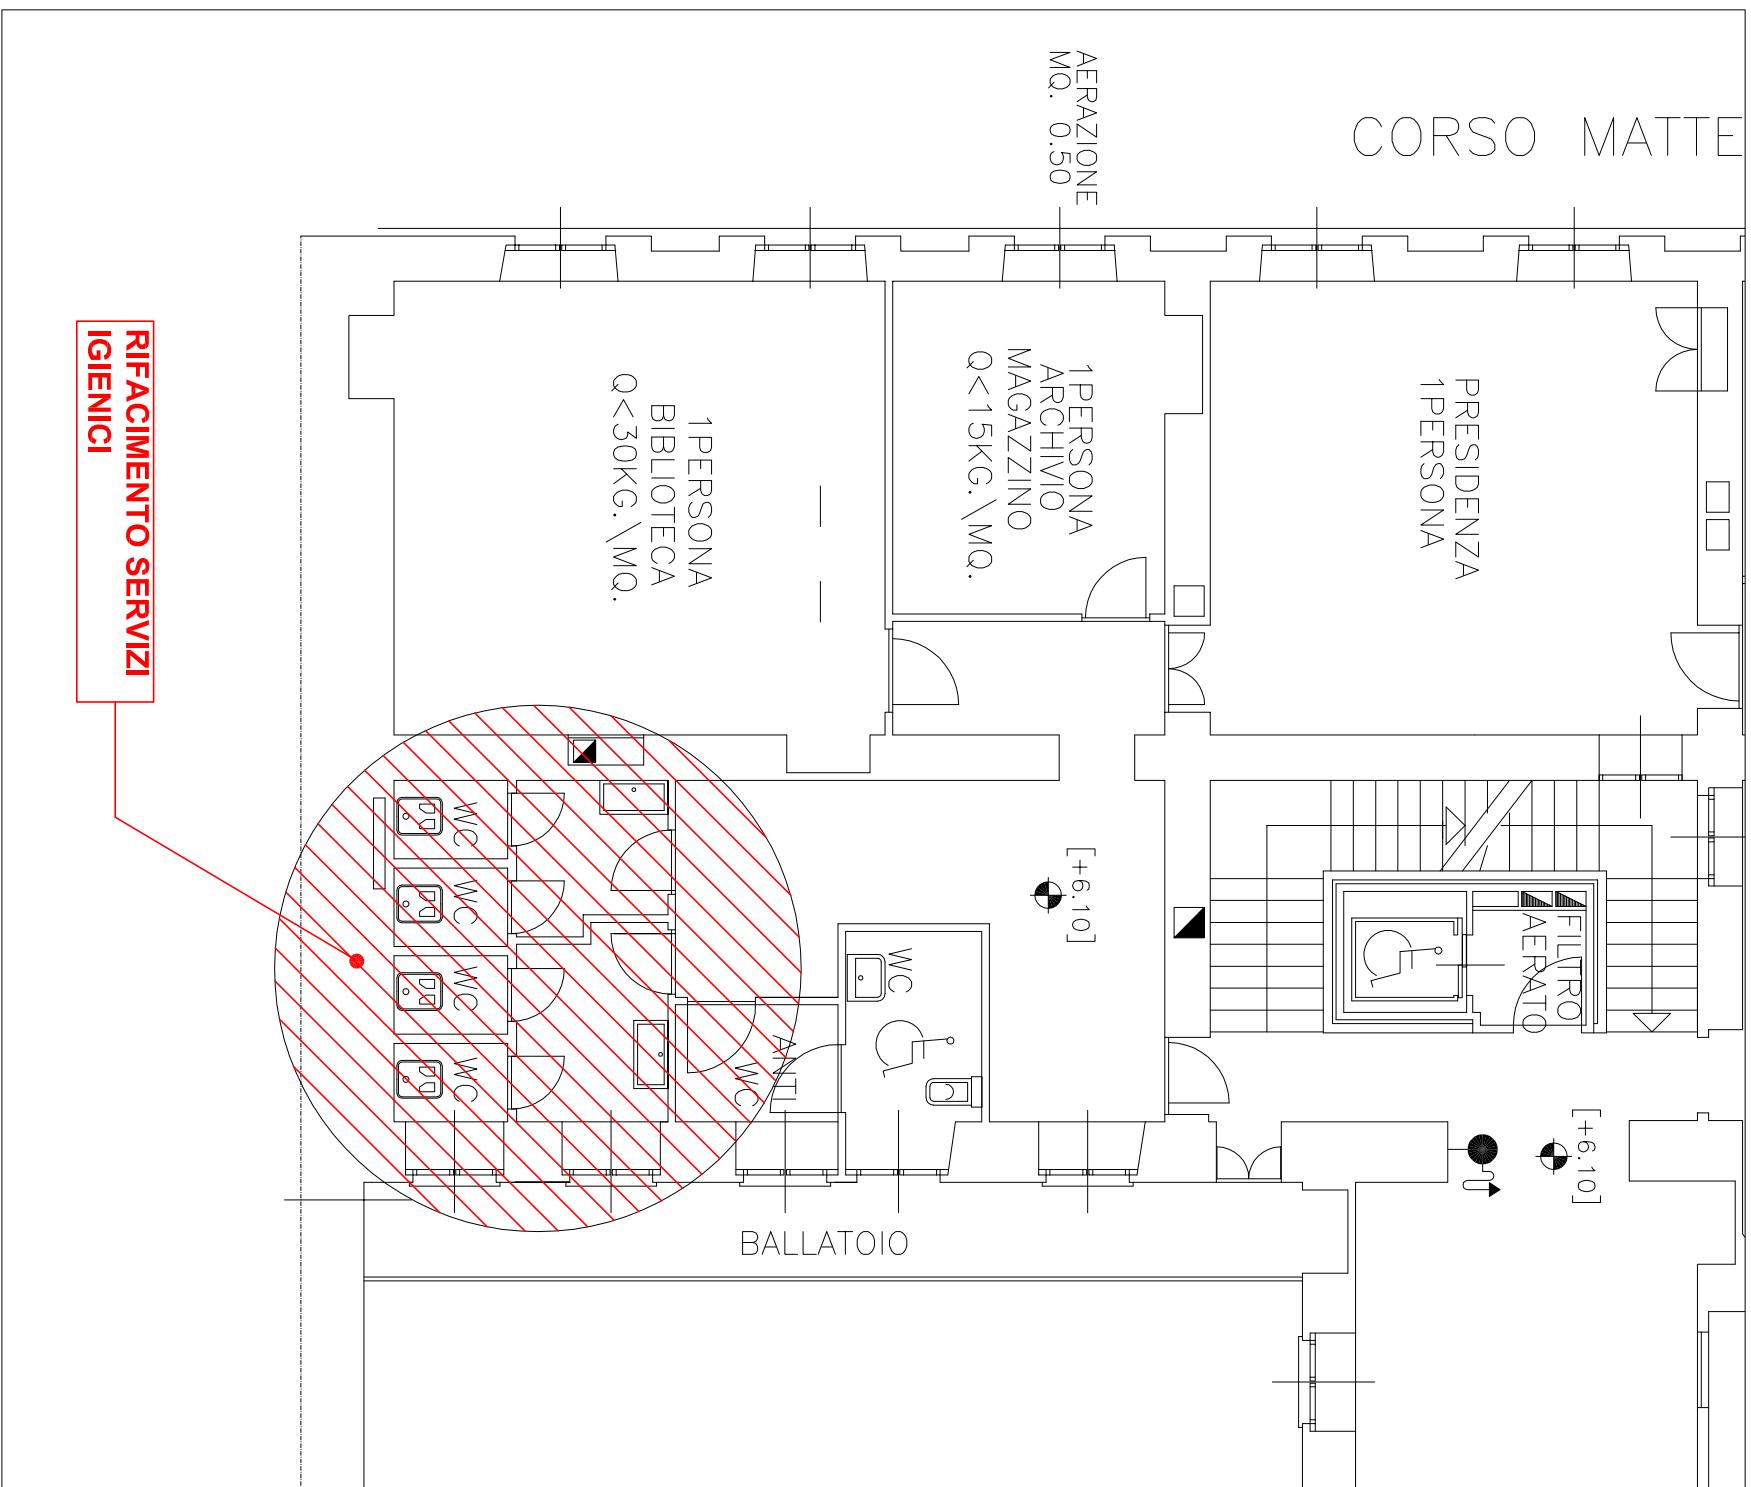 CORSO MATTE
AERAZIONE
MQ. 0.50
RIFACIMENTO SERVIZI
IGIENICI
1PERSONA
BIBLIOTECA
Q<30KG.\MQ.
1PERSONA
ARCHIVIO
MAGAZZINO
Q<15KG.\MQ.
PRESIDENZA
1PERSONA
WC
WC
WC
WC
ANTI
WC
WC
[+6.10]
FILTRO
AERATO
[+6.10]
BALLATOIO